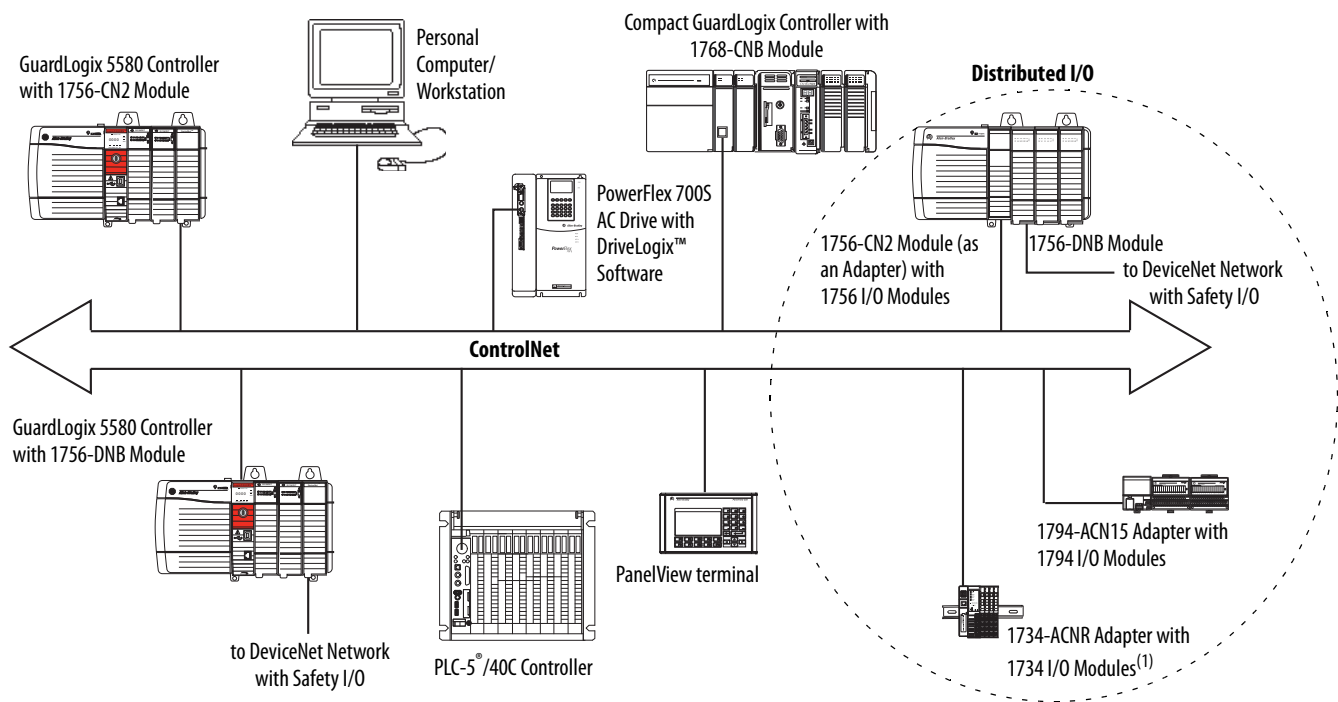 GuardLogix 5580 Controller
with 1756-CN2 Module
Personal
Computer/
Workstation
Compact GuardLogix Controller with
1768-CNB Module
Distributed I/O
PowerFlex 700S
AC Drive with
DriveLogix™
Software
1756-CN2 Module (as
an Adapter) with
1756 I/O Modules
1756-DNB Module
to DeviceNet Network
with Safety I/O
ControlNet
GuardLogix 5580 Controller
with 1756-DNB Module
to DeviceNet Network
with Safety I/O
PLC-5®/40C Controller
PanelView terminal
1794-ACN15 Adapter with
1794 I/O Modules
1734-ACNR Adapter with
1734 I/O Modules(1)